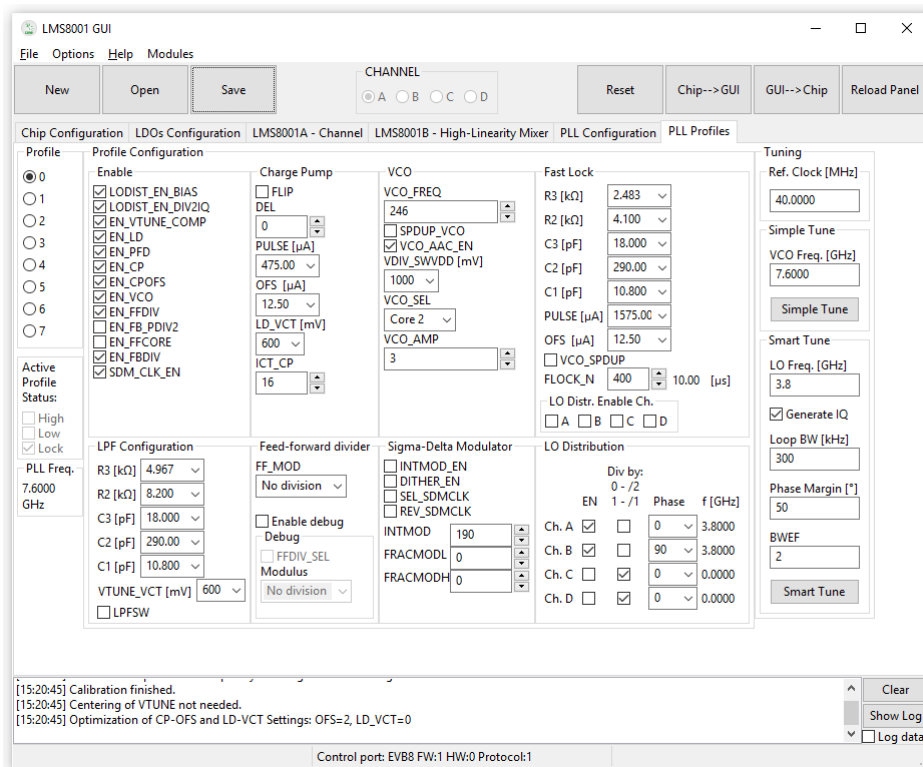 LMS8001 GUI
File Options Help Modules
New Open Save CHANNEL Reset Chip-->GUI GUI-->Chip Reload Panel
A B C D
Chip Configuration LDOs Configuration LMS8001A - Channel LMS8001B - High-Linearity Mixer PLL Configuration PLL Profiles
Profile
0
1
2
3
4
5
6
7
Active
Profile
Status:
High
Low
Lock
PLL Freq.
7.6000
GHz
Profile Configuration
Enable
LODIST_EN_BIAS
LODIST_EN_DIV2IQ
EN_VTUNE_COMP
EN_LD
EN_PFD
EN_CP
EN_CPOFS
EN_VCO
EN_FFDIV
EN_FB_PDIV2
EN_FFCORE
EN_FBDIV
SDM_CLK_EN
Charge Pump
FLIP
DEL
0
PULSE [µA]
475.00
OFS [µA]
12.50
LD_VCT [mV]
600
ICT_CP
16
VCO
VCO_FREQ
246
SPDUP_VCO
VCO_AAC_EN
VDIV_SWVDD [mV]
1000
VCO_SEL
Core 2
VCO_AMP
3
Fast Lock
R3 [kΩ] 2.483
R2 [kΩ] 4.100
C3 [pF] 18.000
C2 [pF] 290.00
C1 [pF] 10.800
PULSE [µA] 1575.00
OFS [µA] 12.50
VCO_SPDUP
FLOCK_N 400 10.00 [µs]
LO Distr. Enable Ch.
A B C D
LPF Configuration
R3 [kΩ] 4.967
R2 [kΩ] 8.200
C3 [pF] 18.000
C2 [pF] 290.00
C1 [pF] 10.800
VTUNE_VCT [mV] 600
LPFSW
Feed-forward divider
FF_MOD
No division
Enable debug
Debug
FFDIV_SEL
Modulus
No division
Sigma-Delta Modulator
INTMOD_EN
DITHER_EN
SEL_SDMCLK
REV_SDMCLK
INTMOD 190
FRACMODL 0
FRACMODH 0
LO Distribution
Div by:
0 - /2
EN 1 - /1 Phase f [GHz]
Ch. A 0 3.8000
Ch. B 90 3.8000
Ch. C 0 0.0000
Ch. D 0 0.0000
Tuning
Ref. Clock [MHz]
40.0000
Simple Tune
VCO Freq. [GHz]
7.6000
Simple Tune
Smart Tune
LO Freq. [GHz]
3.8
Generate IQ
Loop BW [kHz]
300
Phase Margin [°]
50
BWEF
2
Smart Tune
[15:20:45] Calibration finished.
[15:20:45] Centering of VTUNE not needed.
[15:20:45] Optimization of CP-OFS and LD-VCT Settings: OFS=2, LD_VCT=0
Clear
Show Log
Log data
Control port: EVB8 FW:1 HW:0 Protocol:1